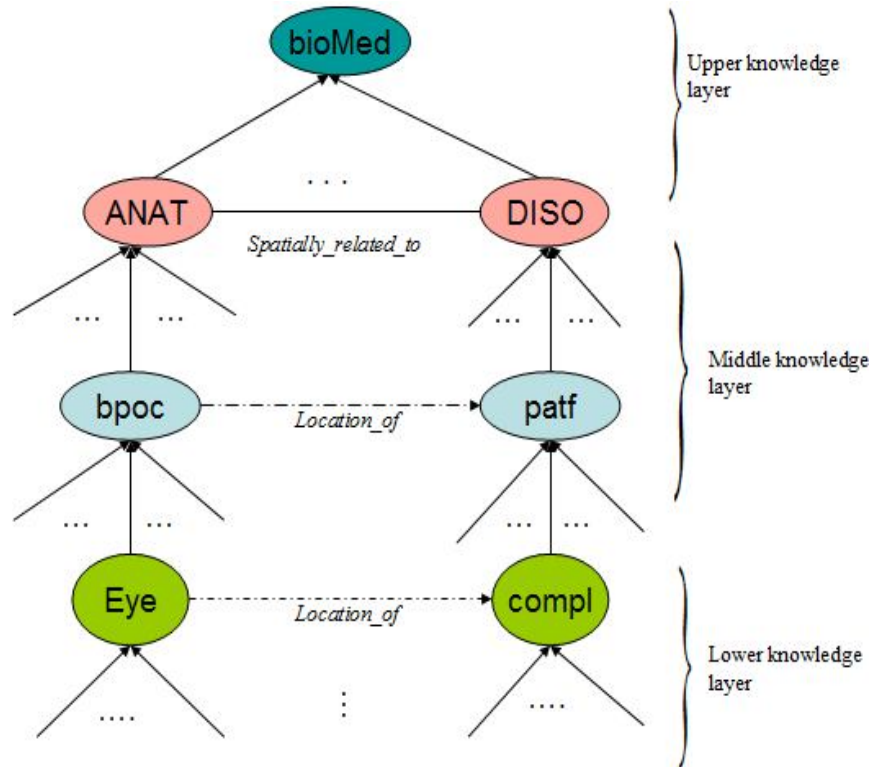 bioMed
Upper knowledge
layer
. . .
ANAT
DISO
Spatially_related_to
... ...
... ...
Middle knowledge
layer
bpoc
patf
Location_of
... ...
... ...
Eye
compl
Location_of
Lower knowledge
layer
....
...
....